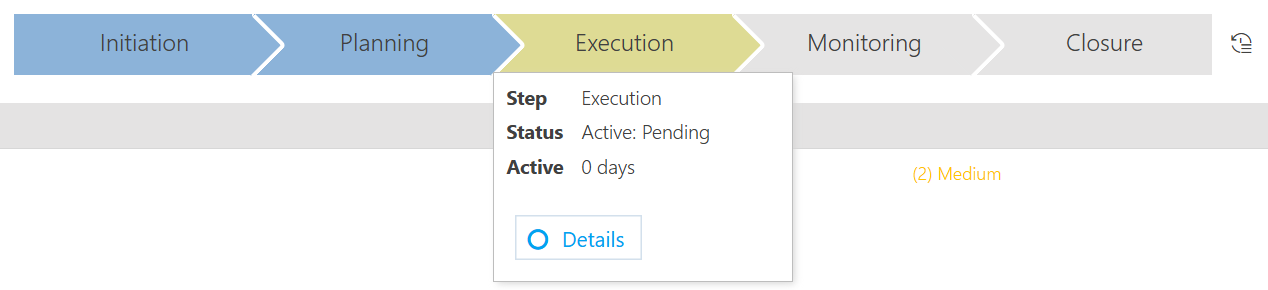 Initiation Planning Execution Monitoring Closure
Step Execution
Status Active: Pending
Active 0 days
(2) Medium
Details